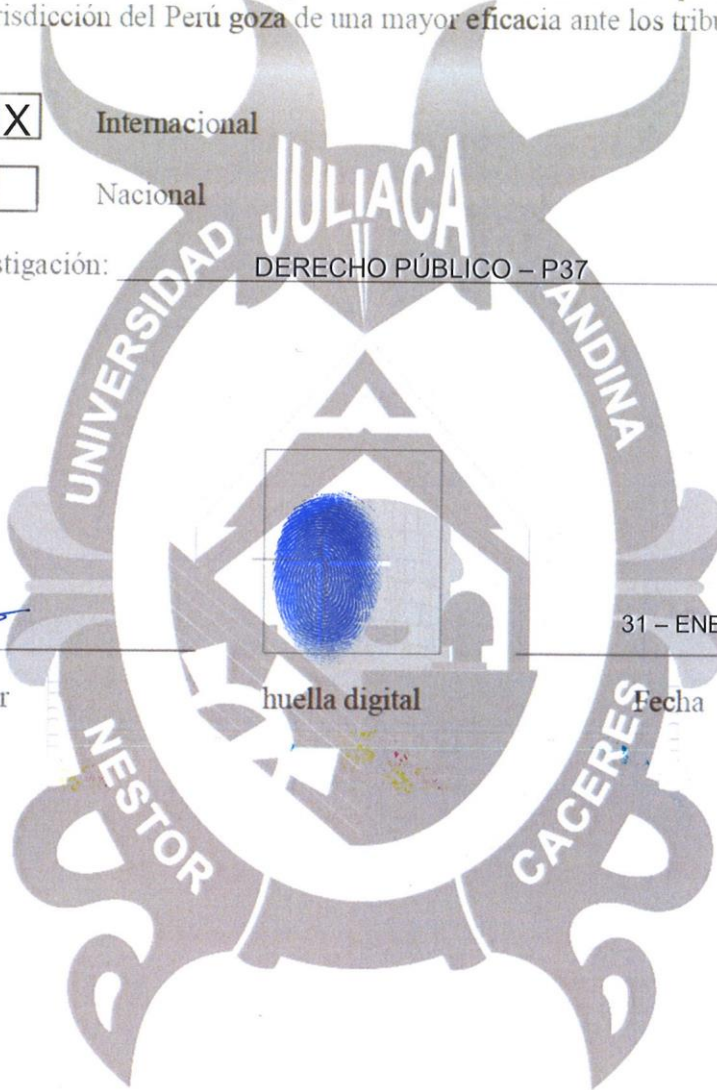 risdicción del Perú goza de una mayor eficacia ante los tribu
X Internacional
Nacional
stigación: DERECHO PÚBLICO – P37
31 – ENE
r huella digital Fecha
UNIVERSIDAD ANDINA
NESTOR CACERES
JULIACA